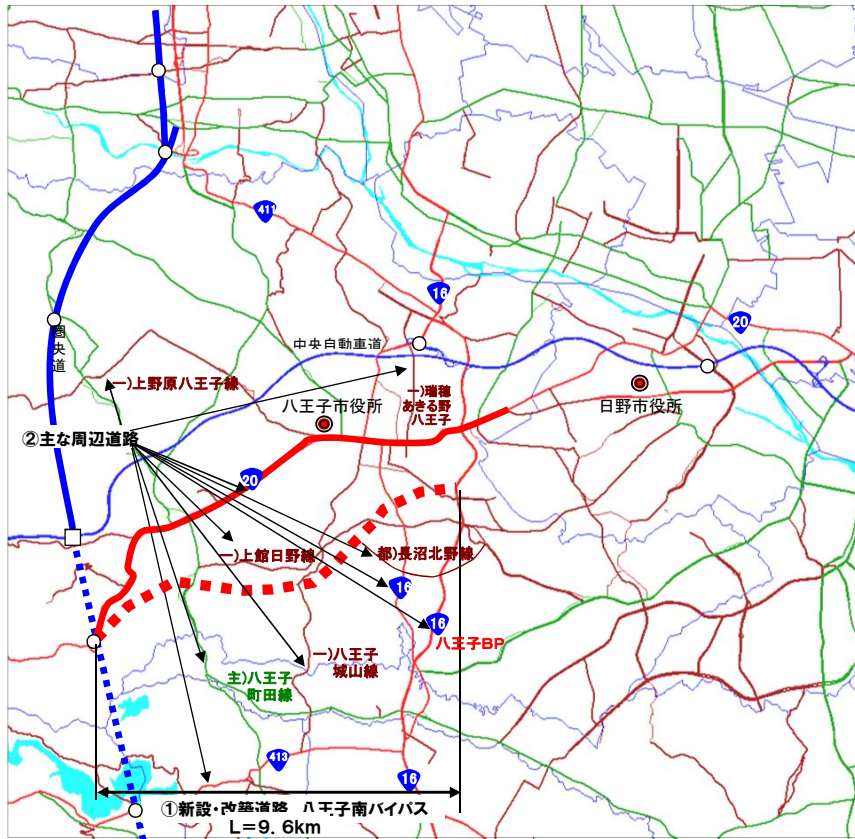 411
16
20
中央自動車道
圏
央
道
一)上野原八王子線
一)瑞穂
あきる野
八王子
八王子市役所
日野市役所
②主な周辺道路
20
一)上館日野線
都)長沼北野線
16
16
八王子BP
一)八王子
城山線
主)八王子
町田線
413
16
①新設・改築道路 八王子南バイパス
L=9.6km